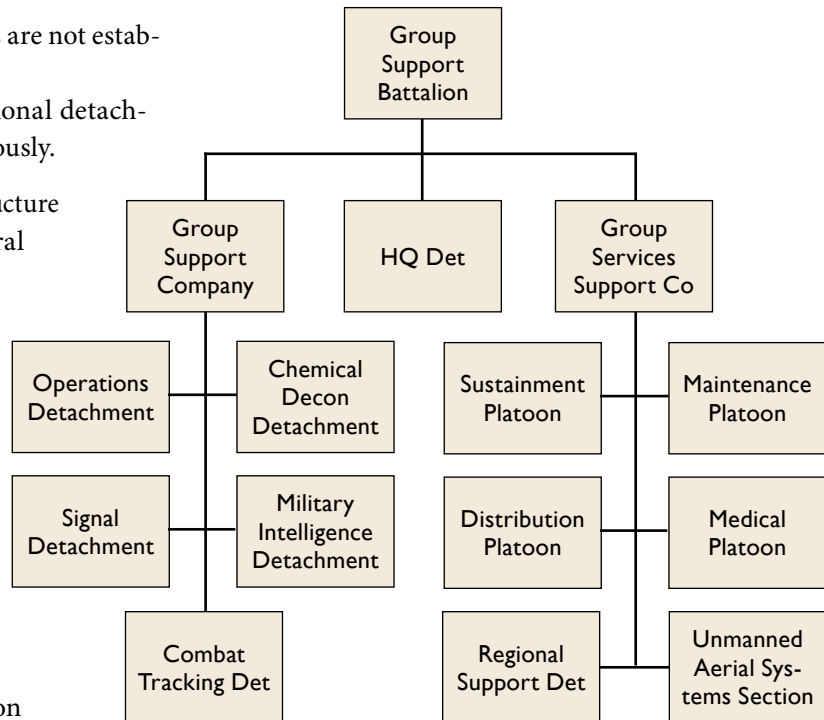 are not estab-
ional detach-
ously.
ucture
ral
on
Group
Support
Battalion
Group
Support
Company
HQ Det
Group
Services
Support Co
Operations
Detachment
Chemical
Decon
Detachment
Sustainment
Platoon
Maintenance
Platoon
Signal
Detachment
Military
Intelligence
Detachment
Distribution
Platoon
Medical
Platoon
Combat
Tracking Det
Regional
Support Det
Unmanned
Aerial Sys-
tems Section